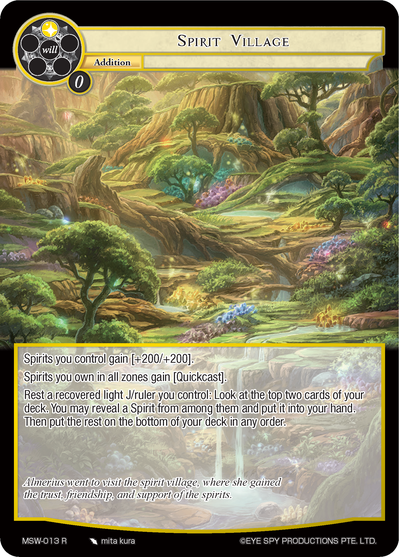 Spirit Village
will
Addition
0
Spirits you control gain [+200/+200].
Spirits you own in all zones gain [Quickcast].
Rest a recovered light J/ruler you control: Look at the top two cards of your
deck. You may reveal a Spirit from among them and put it into your hand.
Then put the rest on the bottom of your deck in any order.
Almerius went to visit the spirit village, where she gained
the trust, friendship, and support of the spirits.
MSW-013 R mita kura ©EYE SPY PRODUCTIONS PTE. LTD.